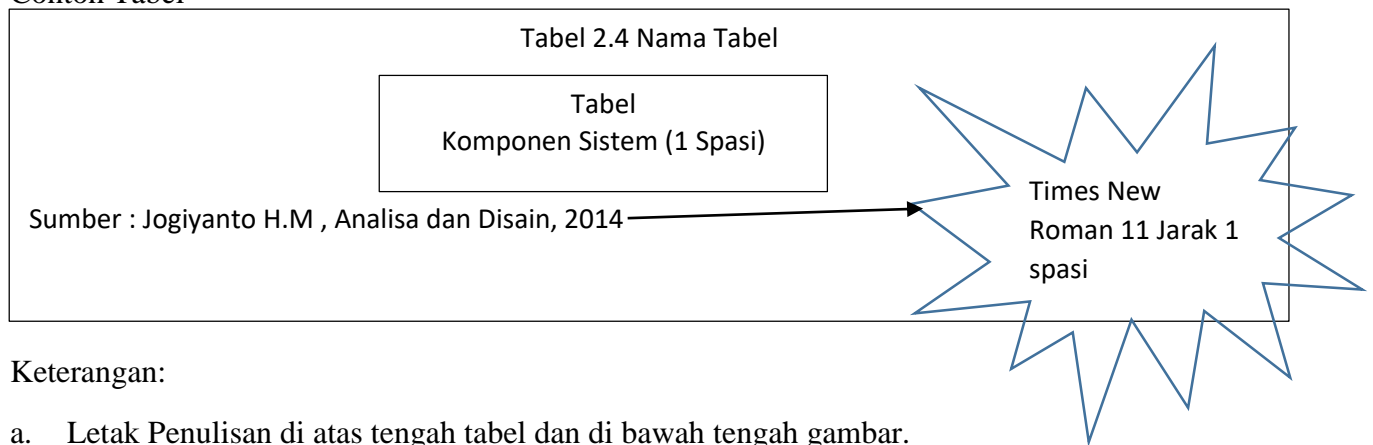 Contoh Tabel
Tabel 2.4 Nama Tabel
Tabel
Komponen Sistem (1 Spasi)
Sumber : Jogiyanto H.M , Analisa dan Disain, 2014
Times New
Roman 11 Jarak 1
spasi
Keterangan:
a. Letak Penulisan di atas tengah tabel dan di bawah tengah gambar.